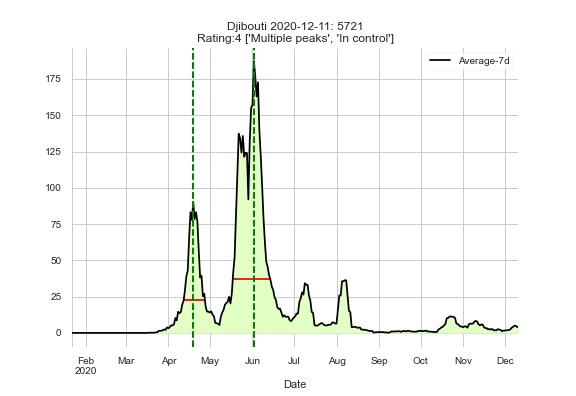 Djibouti 2020-12-11: 5721
Rating:4 ['Multiple peaks', 'In control']
Average-7d
175
150
125
100
75
50
25
0
Feb Mar Apr May Jun Jul Aug Sep Oct Nov Dec
2020
Date